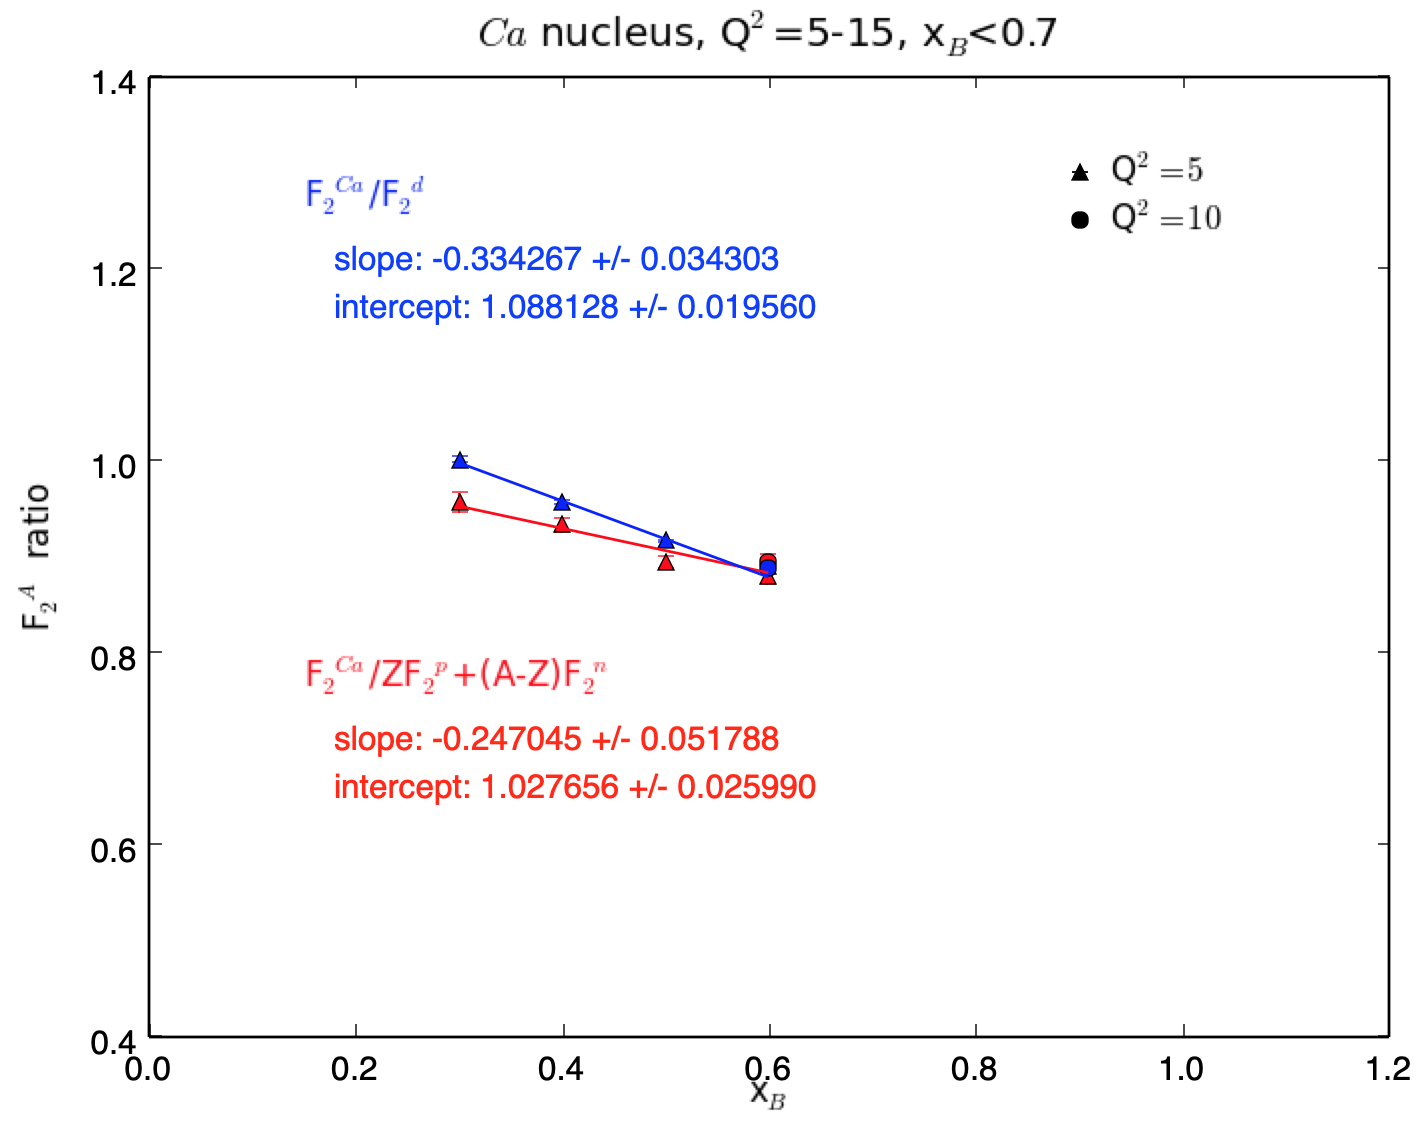 Ca nucleus, Q²=5-15, x_B<0.7
1.4
1.2
1.0
0.8
0.6
0.4
F₂^A ratio
F₂^Ca/F₂^d
slope: -0.334267 +/- 0.034303
intercept: 1.088128 +/- 0.019560
Q² =5
Q² =10
F₂^Ca/ZF₂^p+(A-Z)F₂^n
slope: -0.247045 +/- 0.051788
intercept: 1.027656 +/- 0.025990
0.0 0.2 0.4 0.6 0.8 1.0 1.2
x_B